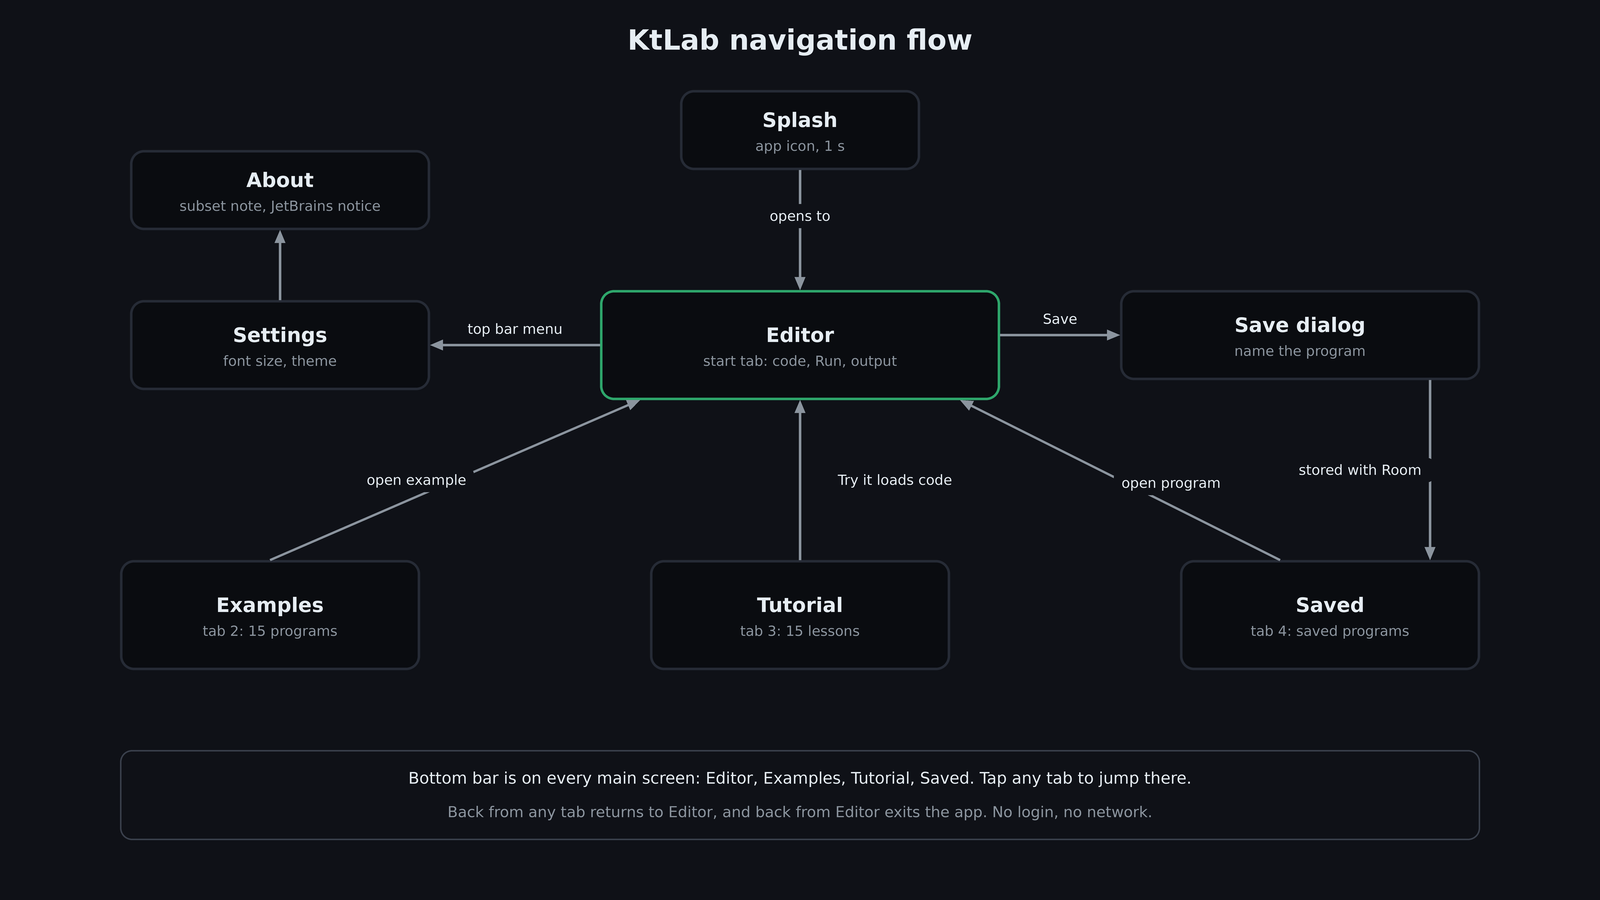 KtLab navigation flow
Splash
app icon, 1 s
About
subset note, JetBrains notice
opens to
Settings
font size, theme
top bar menu
Editor
start tab: code, Run, output
Save
Save dialog
name the program
open example
Try it loads code
open program
stored with Room
Examples
tab 2: 15 programs
Tutorial
tab 3: 15 lessons
Saved
tab 4: saved programs
Bottom bar is on every main screen: Editor, Examples, Tutorial, Saved. Tap any tab to jump there.
Back from any tab returns to Editor, and back from Editor exits the app. No login, no network.